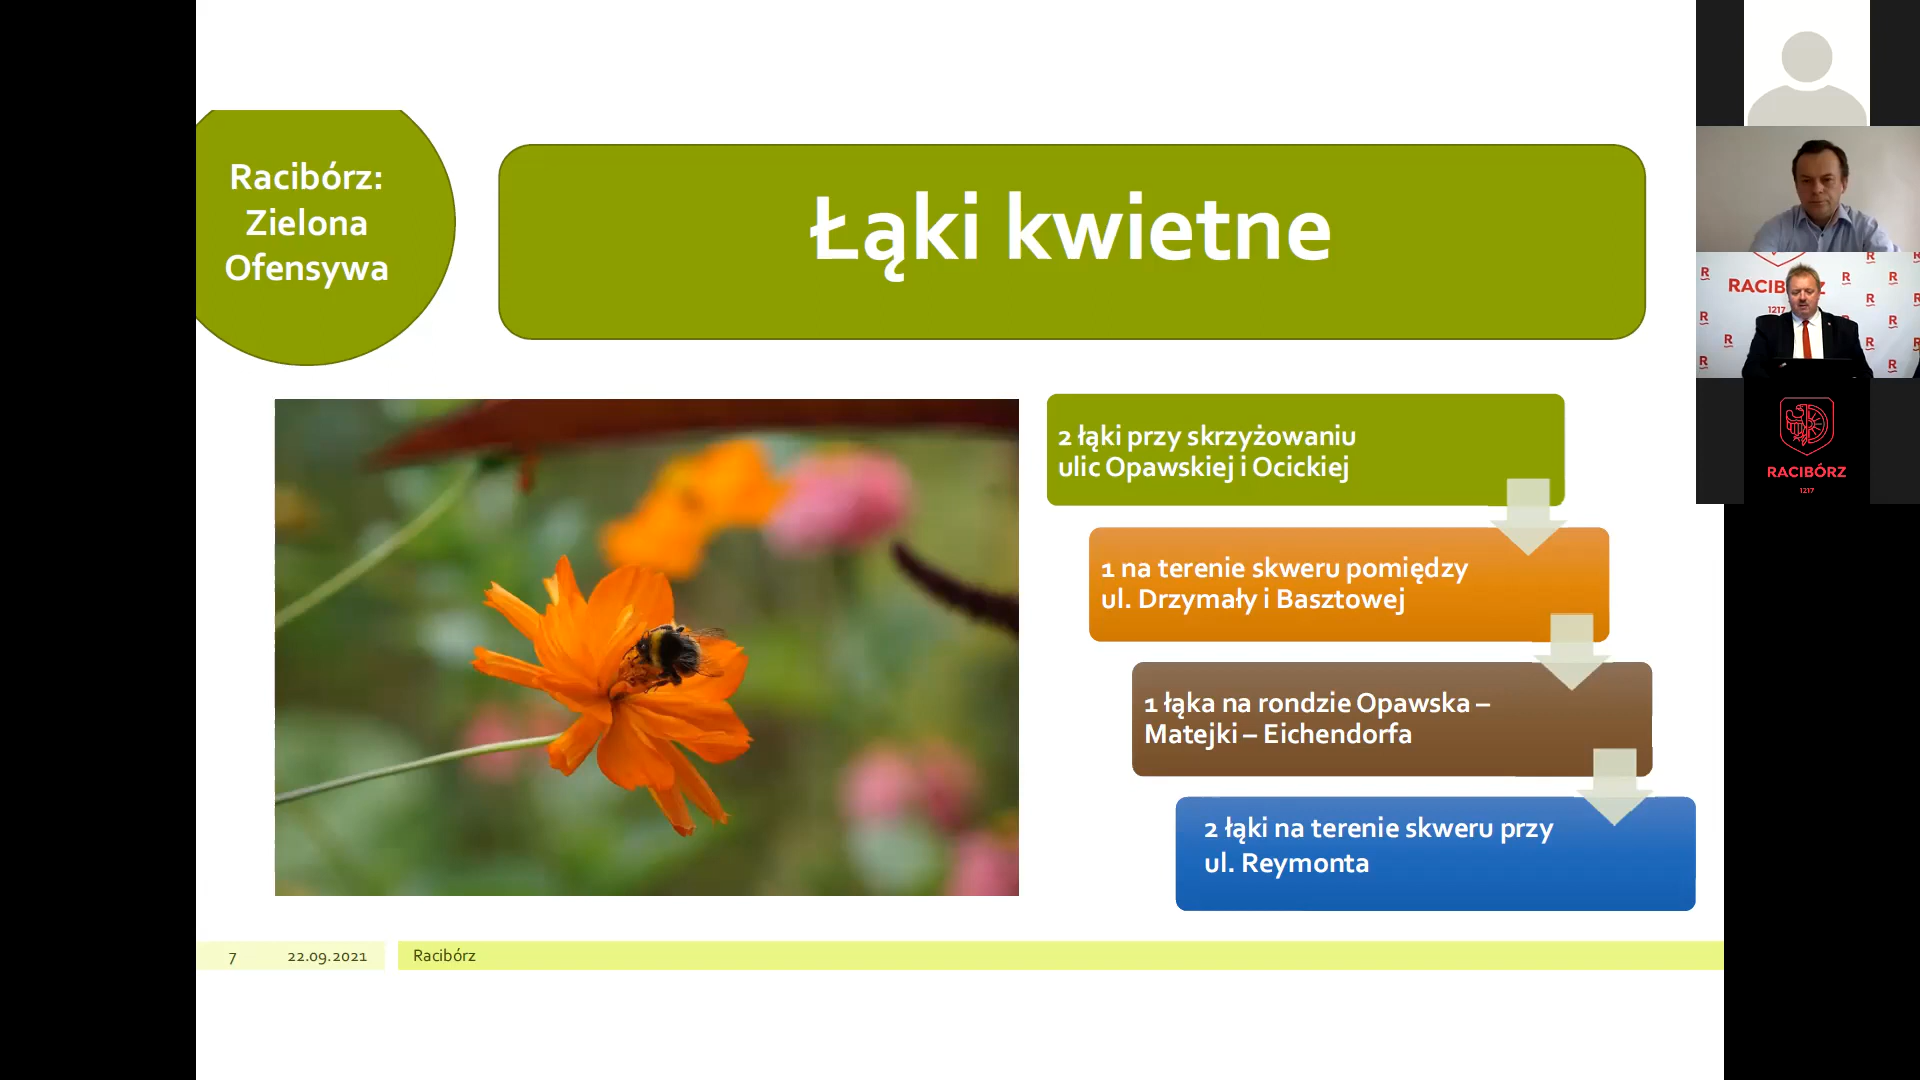 Racibórz:
Zielona
Ofensywa
Łąki kwietne
2 łąki przy skrzyżowaniu
ulic Opawskiej i Ocickiej
1 na terenie skweru pomiędzy
ul. Drzymały i Basztowej
1 łąka na rondzie Opawska –
Matejki – Eichendorfa
2 łąki na terenie skweru przy
ul. Reymonta
7
22.09.2021
Racibórz
RACIB Z
1217
R
R
R
R
R
R
R
R
R
R
R
R
R
R
RACIBÓRZ
1217